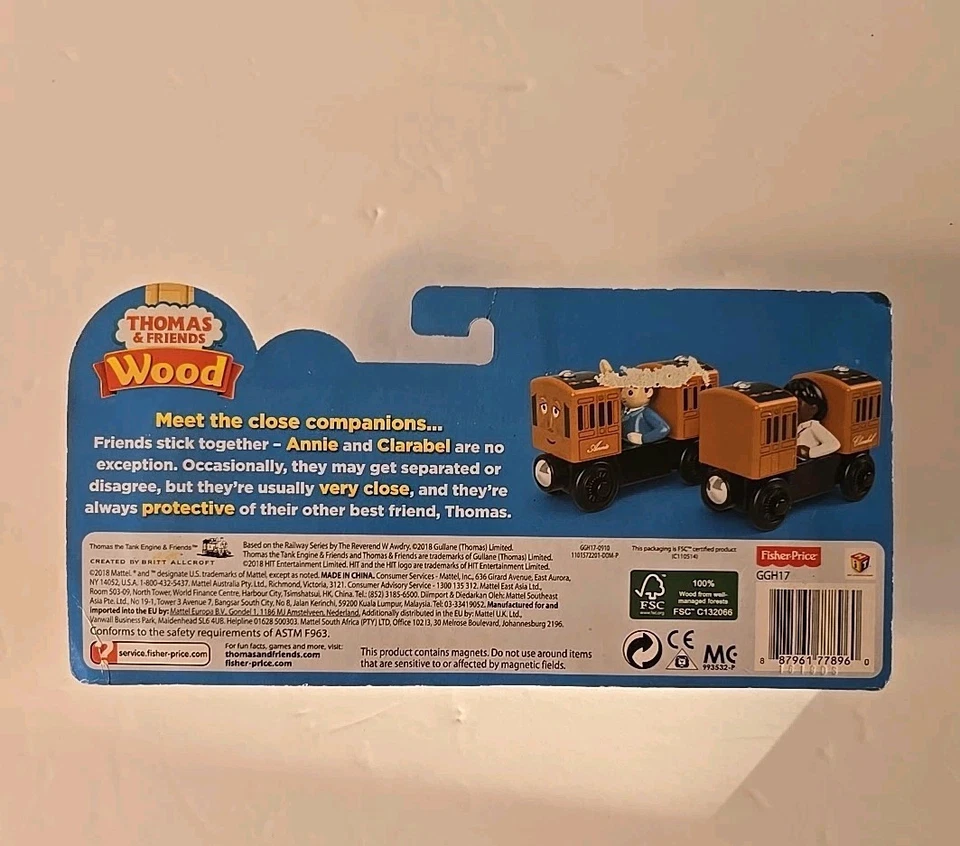 THOMAS
& FRIENDS
Wood
Meet the close companions...
Friends stick together – Annie and Clarabel are no
exception. Occasionally, they may get separated or
disagree, but they're usually very close, and they're
always protective of their other best friend, Thomas.
Annie
Clarabel
Thomas the Tank Engine & Friends™
CREATED BY BRITT ALLCROFT
Based on the Railway Series by The Reverend W Awdry. ©2018 Gullane (Thomas) Limited.
Thomas the Tank Engine & Friends and Thomas & Friends are trademarks of Gullane (Thomas) Limited.
©2018 HIT Entertainment Limited. HIT and the HIT logo are trademarks of HIT Entertainment Limited.
©2018 Mattel. ® and ™ designate U.S. trademarks of Mattel, except as noted. MADE IN CHINA. Consumer Services - Mattel, Inc., 636 Girard Avenue, East Aurora,
NY 14052, U.S.A. 1-800-432-5437. Mattel Australia Pty. Ltd., Richmond, Victoria, 3121. Consumer Advisory Service - 1300 135 312. Mattel East Asia Ltd.,
Room 503-09, North Tower, World Finance Centre, Harbour City, Tsimshatsui, HK, China. Tel.: (852) 3185-6500. Diimport & Diedarkan Oleh: Mattel Southeast
Asia Pte. Ltd., No 19-1, Tower 3 Avenue 7, Bangsar South City, No 8, Jalan Kerinchi, 59200 Kuala Lumpur, Malaysia. Tel: 03-33419052. Manufactured for and
imported into the EU by: Mattel Europa B.V., Gondel 1, 1186 MJ Amstelveen, Nederland. Additionally distributed in the EU by: Mattel U.K. Ltd.,
Vanwall Business Park, Maidenhead SL6 4UB. Helpline 01628 500303. Mattel South Africa (PTY) LTD, Office 102 I3, 30 Melrose Boulevard, Johannesburg 2196.
Conforms to the safety requirements of ASTM F963.
?
service.fisher-price.com
For fun facts, games and more, visit:
thomasandfriends.com
fisher-price.com
This product contains magnets. Do not use around items
that are sensitive to or affected by magnetic fields.
GGH17-0910
1101572201-DOM-P
This packaging is FSC™ certified product
(C110514)
FSC
www.fsc.org
100%
Wood from well-
managed forests
FSC® C132066
CE
MC
993532-P
Fisher-Price
GGH17
8 87961 77896 0